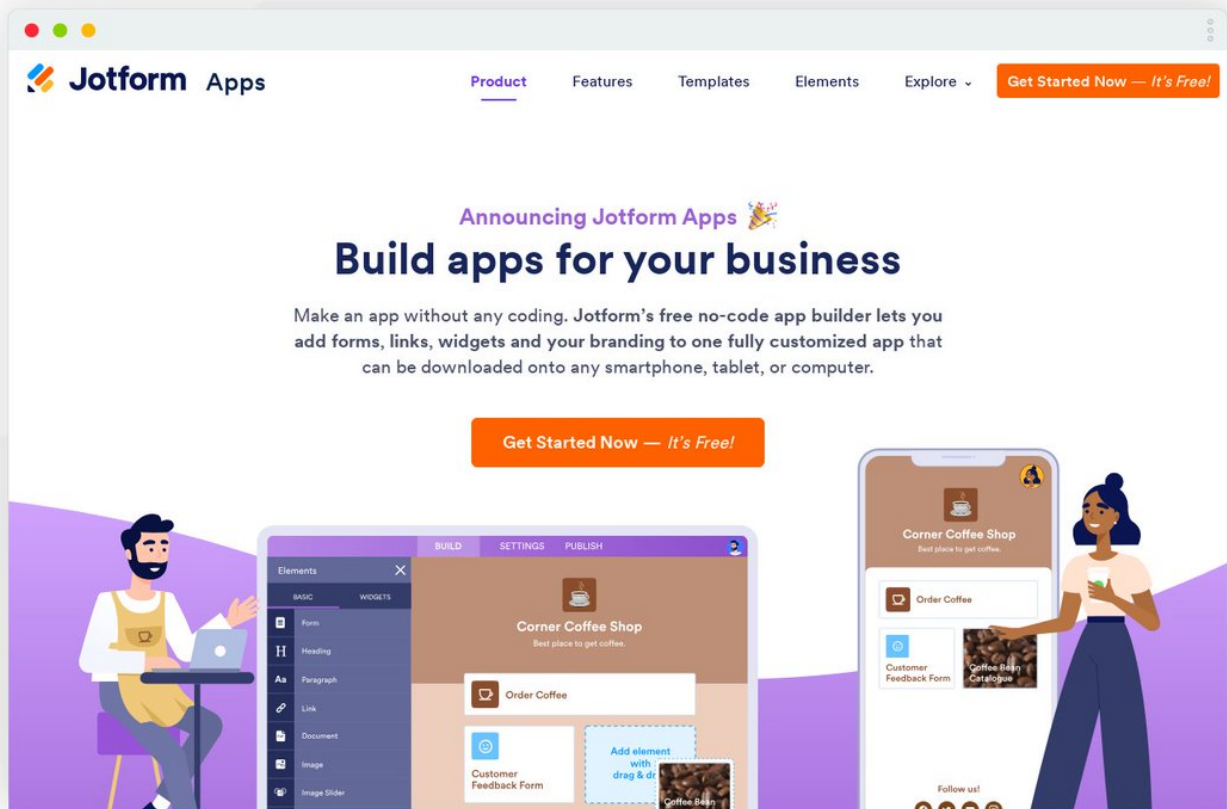 Jotform Apps
Product Features Templates Elements Explore
Get Started Now — It's Free!
Announcing Jotform Apps
Build apps for your business
Make an app without any coding. Jotform's free no-code app builder lets you
add forms, links, widgets and your branding to one fully customized app that
can be downloaded onto any smartphone, tablet, or computer.
Get Started Now — It's Free!
BUILD SETTINGS PUBLISH
Elements
BASIC WIDGETS
Form
H Heading
Aa Paragraph
Link
Document
Image
Image Slider
Corner Coffee Shop
Best place to get coffee.
Order Coffee
Customer
Feedback Form
Add element
with
drag & dr
Coffee Bean
Corner Coffee Shop
Best place to get coffee.
Order Coffee
Customer
Feedback Form
Coffee Bean
Catalogue
Follow us!